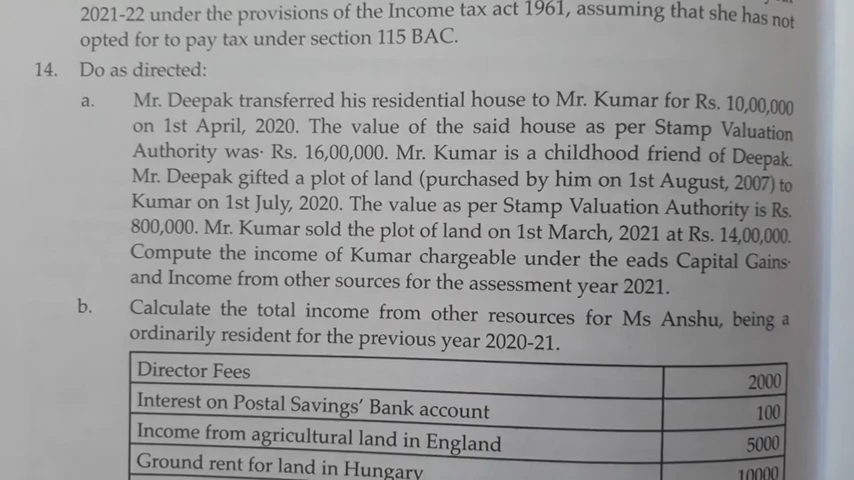 2021-22 under the provisions of the Income tax act 1961, assuming that she has not
opted for to pay tax under section 115 BAC.
14. Do as directed:
a. Mr. Deepak transferred his residential house to Mr. Kumar for Rs. 10,00,000
on 1st April, 2020. The value of the said house as per Stamp Valuation
Authority was Rs. 16,00,000. Mr. Kumar is a childhood friend of Deepak.
Mr. Deepak gifted a plot of land (purchased by him on 1st August, 2007) to
Kumar on 1st July, 2020. The value as per Stamp Valuation Authority is Rs.
800,000. Mr. Kumar sold the plot of land on 1st March, 2021 at Rs. 14,00,000.
Compute the income of Kumar chargeable under the eads Capital Gains
and Income from other sources for the assessment year 2021.
b. Calculate the total income from other resources for Ms Anshu, being a
ordinarily resident for the previous year 2020-21.
Director Fees 2000
Interest on Postal Savings' Bank account 100
Income from agricultural land in England 5000
Ground rent for land in Hungary 10000